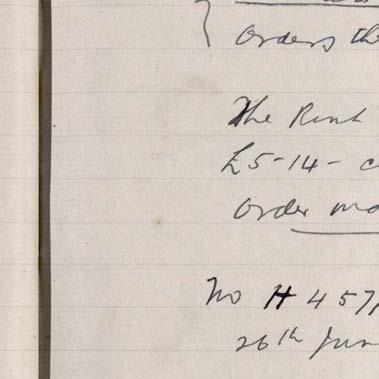 Orders th
The Rent
£5-14-
Order ma
No H 457
26th Jun